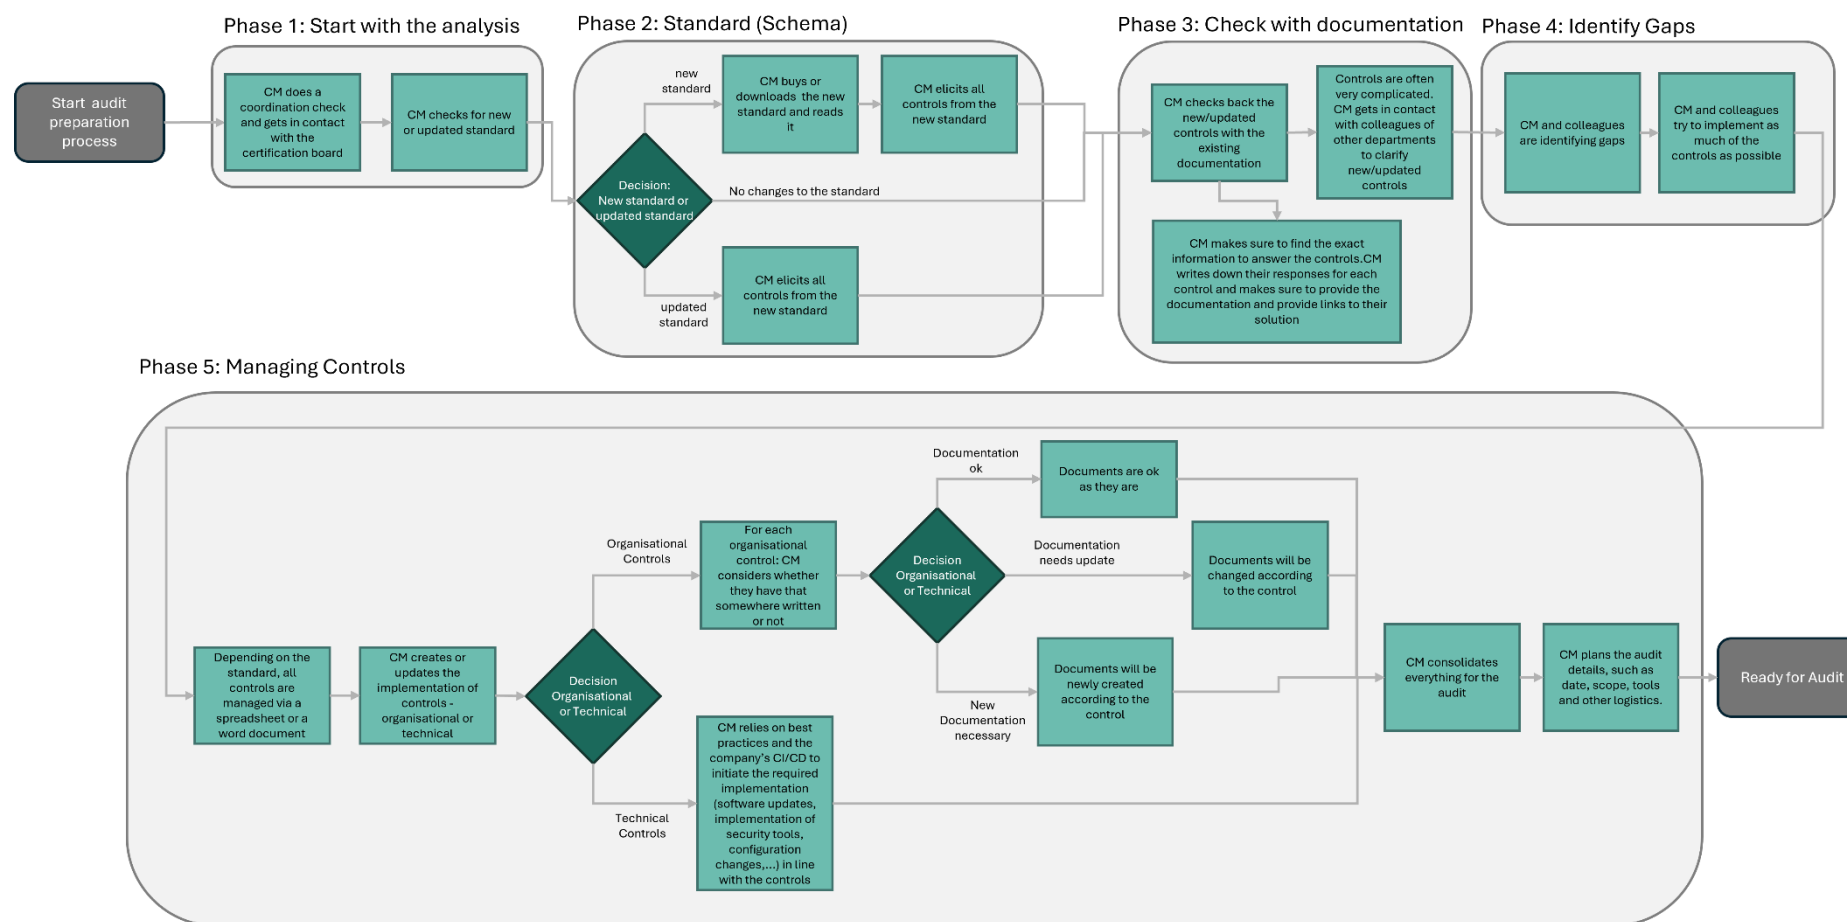 Phase 1: Start with the analysis
Phase 2: Standard (Schema)
Phase 3: Check with documentation
Phase 4: Identify Gaps
Start audit
preparation
process
CM does a
coordination check
and gets in contact
with the
certification board
CM checks for new
or updated standard
Decision:
New standard or
updated standard
new
standard
CM buys or
downloads the new
standard and reads
it
CM elicits all
controls from the
new standard
No changes to the standard
updated
standard
CM elicits all
controls from the
new standard
CM checks back the
new/updated
controls with the
existing
documentation
Controls are often
very complicated.
CM gets in contact
with colleagues of
other departments
to clarify
new/updated
controls
CM makes sure to find the exact
information to answer the controls.CM
writes down their responses for each
control and makes sure to provide the
documentation and provide links to their
solution
CM and colleagues
are identifying gaps
CM and colleagues
try to implement as
much of the
controls as possible
Phase 5: Managing Controls
Depending on the
standard, all
controls are
managed via a
spreadsheet or a
word document
CM creates or
updates the
implementation of
controls -
organisational or
technical
Decision
Organisational
or Technical
Organisational
Controls
For each
organisational
control: CM
considers whether
they have that
somewhere written
or not
Decision
Organisational
or Technical
Documentation
ok
Documents are ok
as they are
Documentation
needs update
Documents will be
changed according
to the control
New
Documentation
necessary
Documents will be
newly created
according to the
control
Technical
Controls
CM relies on best
practices and the
company's CI/CD to
initiate the required
implementation
(software updates,
implementation of
security tools,
configuration
changes,...) in line
with the controls
CM consolidates
everything for the
audit
CM plans the audit
details, such as
date, scope, tools
and other logistics.
Ready for Audit